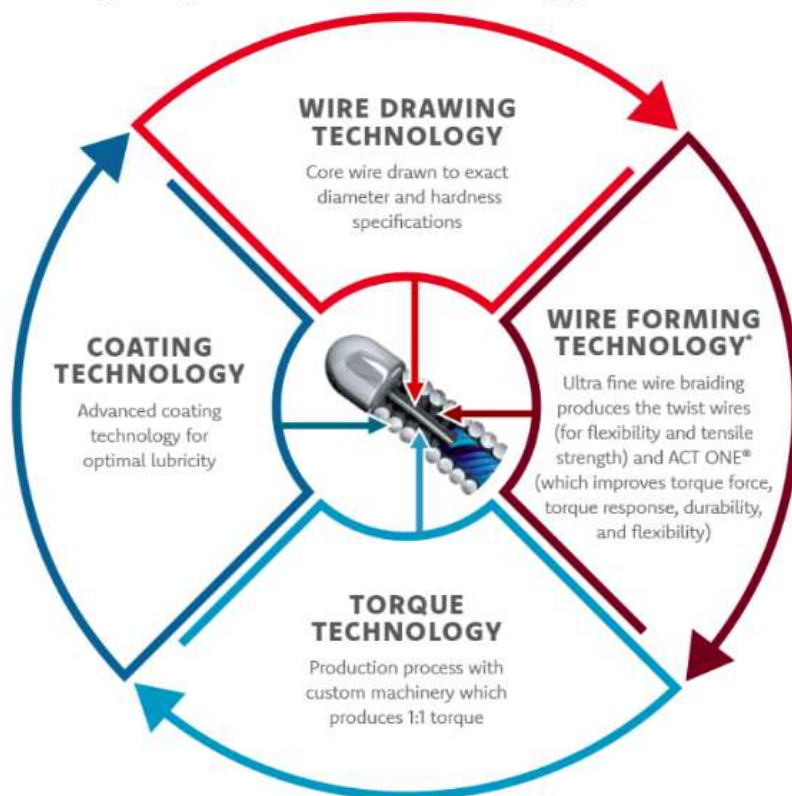 WIRE DRAWING
TECHNOLOGY
Core wire drawn to exact
diameter and hardness
specifications
WIRE FORMING
TECHNOLOGY*
Ultra fine wire braiding
produces the twist wires
(for flexibility and tensile
strength) and ACT ONE®
(which improves torque force,
torque response, durability,
and flexibility)
TORQUE
TECHNOLOGY
Production process with
custom machinery which
produces 1:1 torque
COATING
TECHNOLOGY
Advanced coating
technology for
optimal lubricity